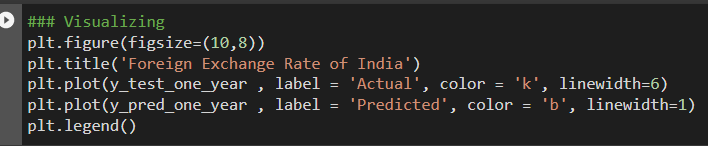 ### Visualizing
plt.figure(figsize=(10,8))
plt.title('Foreign Exchange Rate of India')
plt.plot(y_test_one_year , label = 'Actual', color = 'k', linewidth=6)
plt.plot(y_pred_one_year , label = 'Predicted', color = 'b', linewidth=1)
plt.legend()